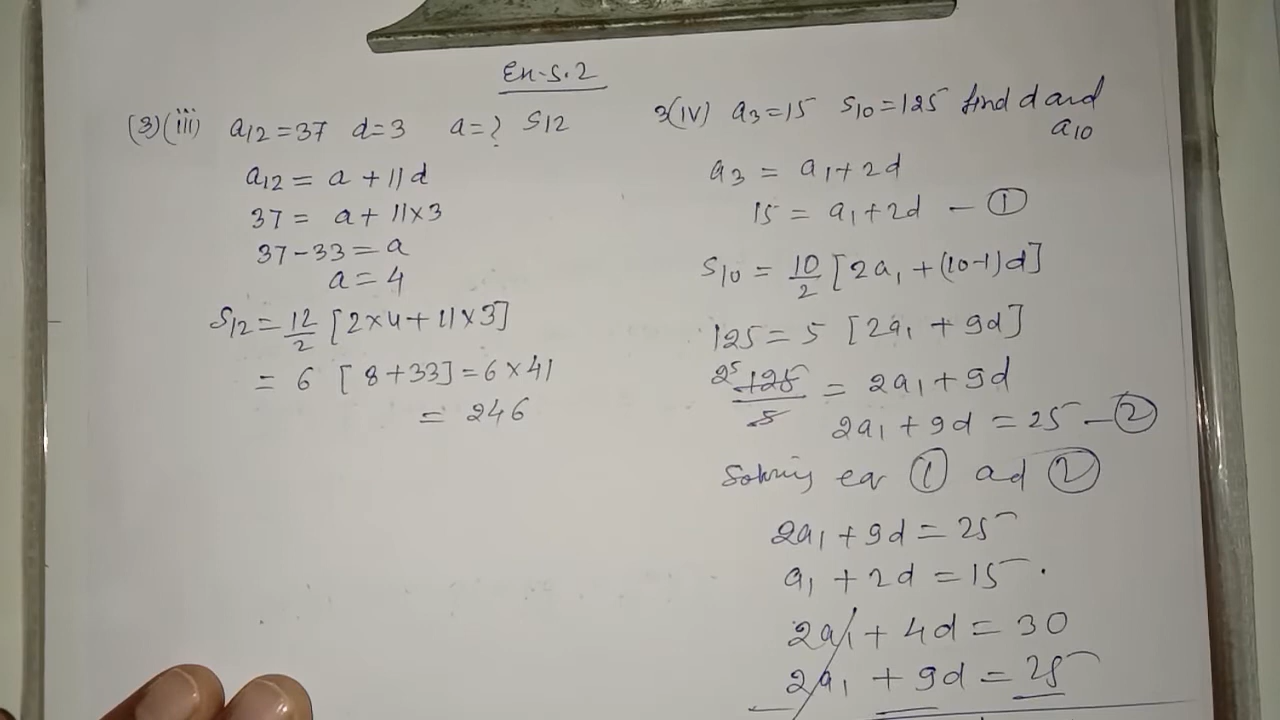 Ex-5.2
(3)(iii) a12=37 d=3 a=? S12
a12 = a + 11d
37 = a + 11×3
37-33 = a
a = 4
S12 = 12/2 [2×4+11×3]
= 6 [8+33] = 6×41
= 246
3(iv) a3=15 S10=125 find d and
a10
a3 = a1+2d
15 = a1+2d - ①
S10 = 10/2 [2a1 + (10-1)d]
125 = 5 [2a1 + 9d]
25 125/5 = 2a1 + 9d
2a1 + 9d = 25 - ②
Solving eq ① ad ②
2a1 + 9d = 25
a1 + 2d = 15.
2a1 + 4d = 30
2a1 + 9d = 25